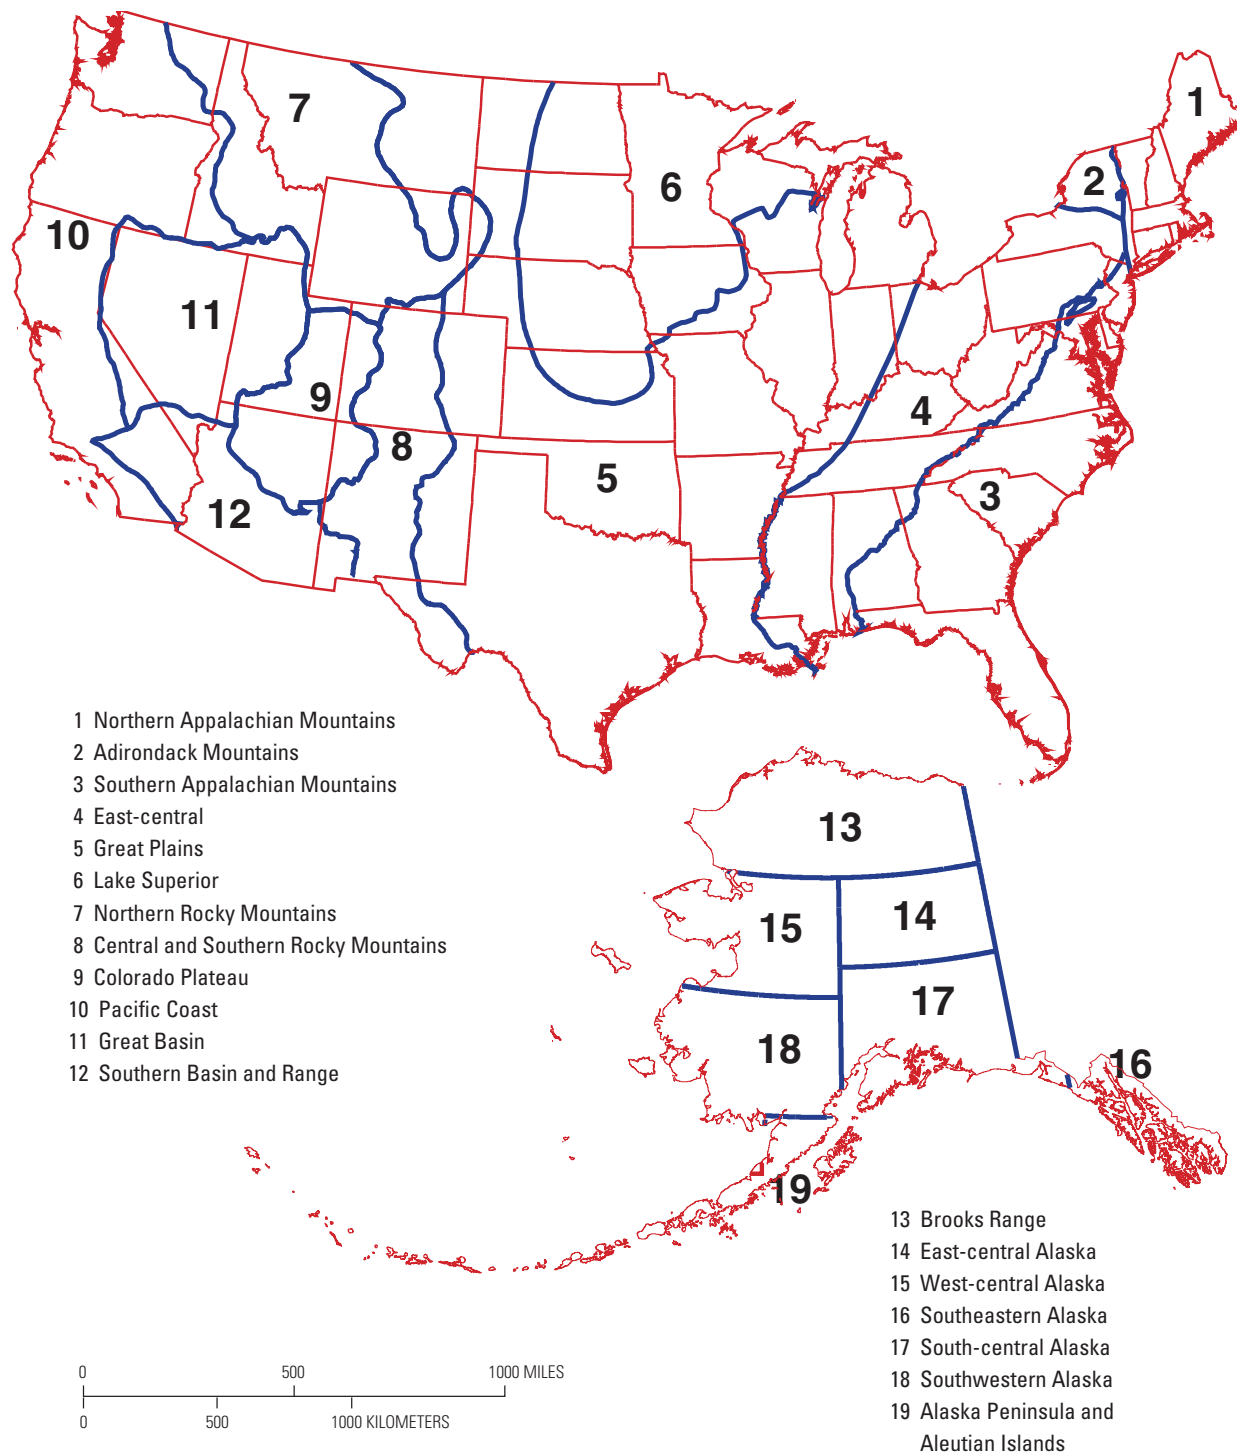 1
7
2
6
10
11
9
4
8
5
3
12
1 Northern Appalachian Mountains
2 Adirondack Mountains
3 Southern Appalachian Mountains
4 East-central
5 Great Plains
6 Lake Superior
7 Northern Rocky Mountains
8 Central and Southern Rocky Mountains
9 Colorado Plateau
10 Pacific Coast
11 Great Basin
12 Southern Basin and Range
13
14
15
17
18
16
19
13 Brooks Range
14 East-central Alaska
15 West-central Alaska
16 Southeastern Alaska
17 South-central Alaska
18 Southwestern Alaska
19 Alaska Peninsula and
Aleutian Islands
0 500 1000 MILES
0 500 1000 KILOMETERS